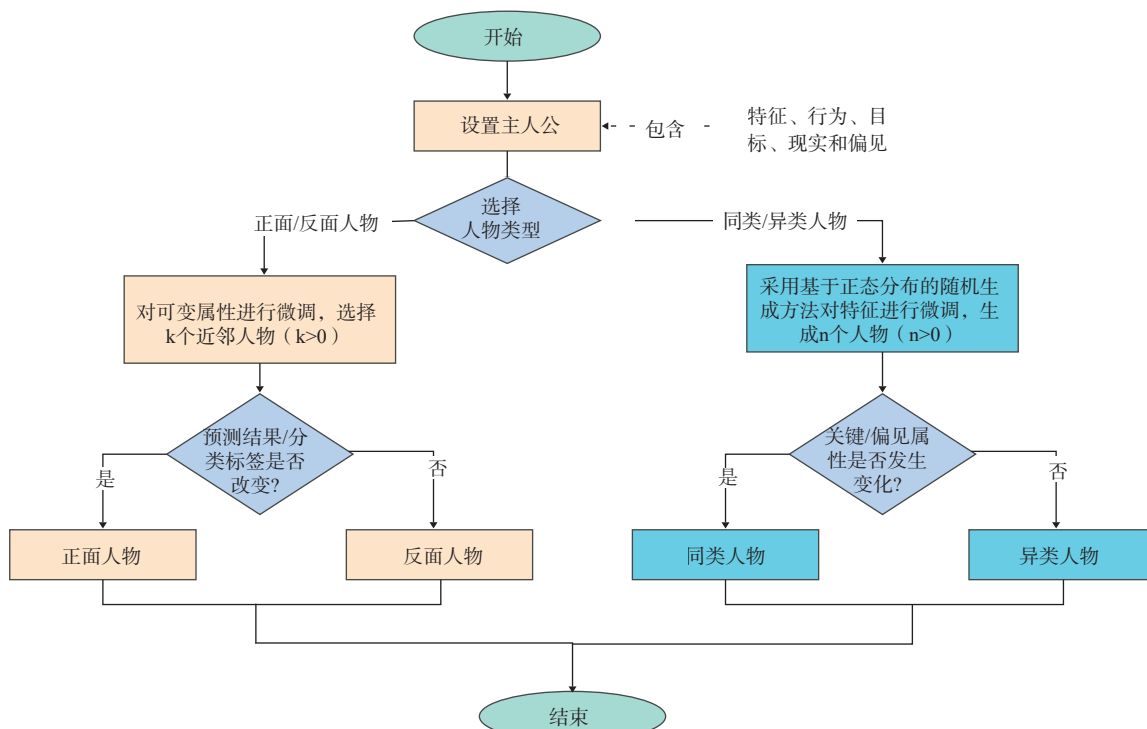 开始
设置主人公
包含
特征、行为、目
标、现实和偏见
选择
人物类型
正面/反面人物
同类/异类人物
对可变属性进行微调，选择
k个近邻人物（k>0）
采用基于正态分布的随机生
成方法对特征进行微调，生
成n个人物（n>0）
预测结果/分
类标签是否
改变?
是
否
关键/偏见属
性是否发生
变化?
是
否
正面人物
反面人物
同类人物
异类人物
结束